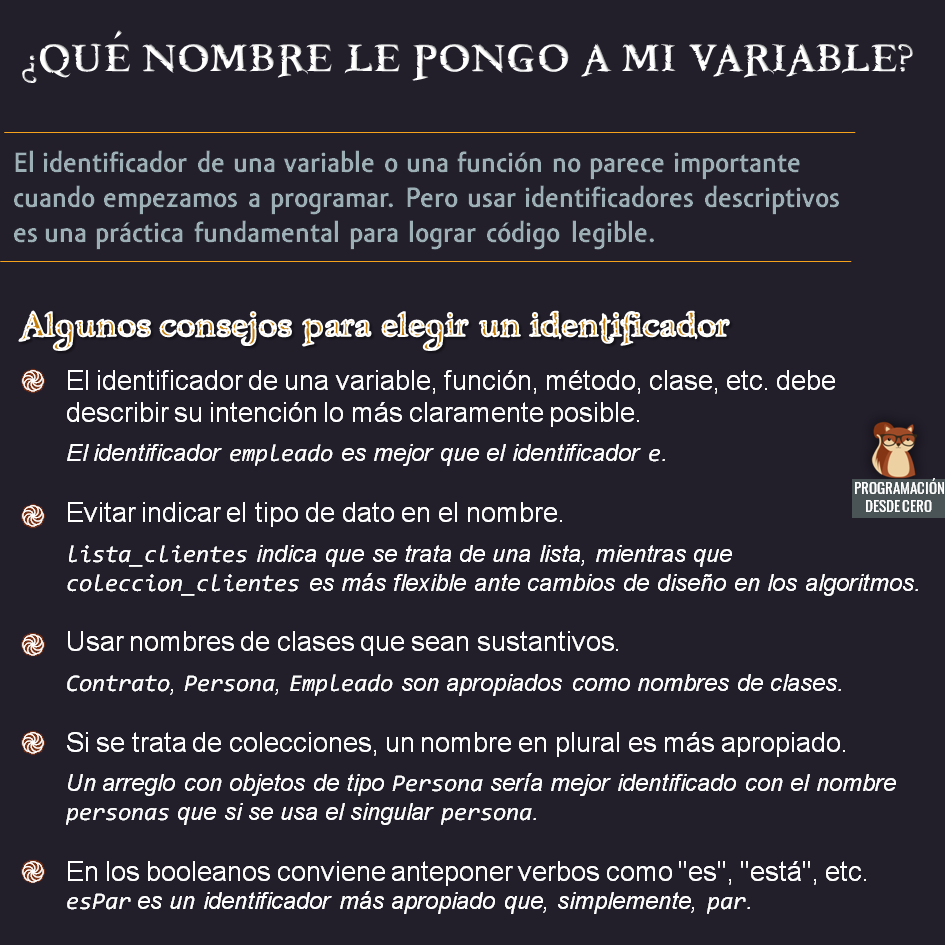 ¿QUÉ NOMBRE LE PONGO A MI VARIABLE?
El identificador de una variable o una función no parece importante
cuando empezamos a programar. Pero usar identificadores descriptivos
es una práctica fundamental para lograr código legible.
Algunos consejos para elegir un identificador
El identificador de una variable, función, método, clase, etc. debe
describir su intención lo más claramente posible.
El identificador empleado es mejor que el identificador e.
Evitar indicar el tipo de dato en el nombre.
lista_clientes indica que se trata de una lista, mientras que
coleccion_clientes es más flexible ante cambios de diseño en los algoritmos.
Usar nombres de clases que sean sustantivos.
Contrato, Persona, Empleado son apropiados como nombres de clases.
Si se trata de colecciones, un nombre en plural es más apropiado.
Un arreglo con objetos de tipo Persona sería mejor identificado con el nombre
personas que si se usa el singular persona.
En los booleanos conviene anteponer verbos como "es", "está", etc.
esPar es un identificador más apropiado que, simplemente, par.
PROGRAMACIÓN
DESDE CERO